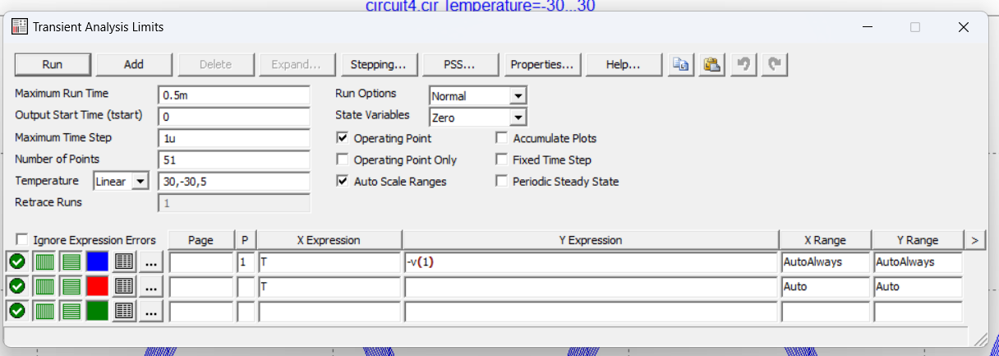 circuit4.cir Temperature=-30...30
Transient Analysis Limits
Run Add Delete Expand... Stepping... PSS... Properties... Help...
Maximum Run Time 0.5m Run Options Normal
Output Start Time (tstart) 0 State Variables Zero
Maximum Time Step 1u Operating Point Accumulate Plots
Number of Points 51 Operating Point Only Fixed Time Step
Temperature Linear 30,-30,5 Auto Scale Ranges Periodic Steady State
Retrace Runs 1
Ignore Expression Errors Page P X Expression Y Expression X Range Y Range >
... 1 T -v(1) AutoAlways AutoAlways
... T Auto Auto
...